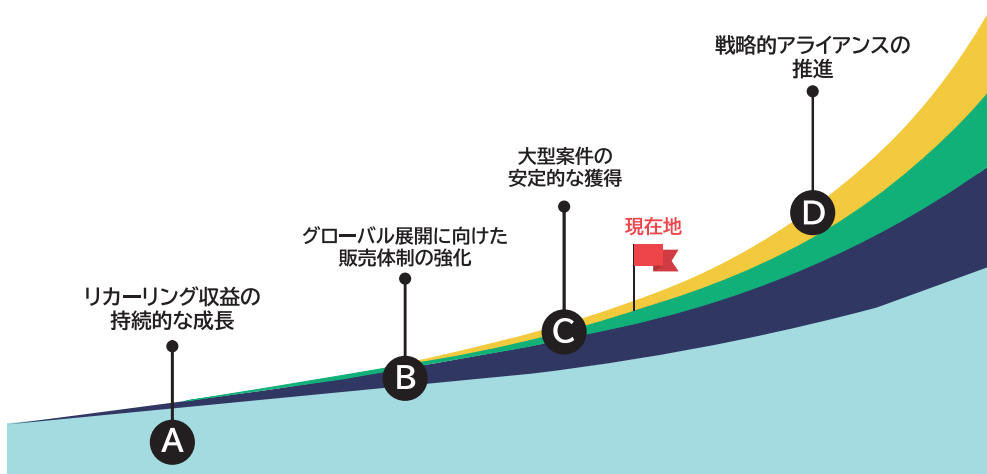 戦略的アライアンスの
推進
D
大型案件の
安定的な獲得
現在地
C
グローバル展開に向けた
販売体制の強化
B
リカーリング収益の
持続的な成長
A